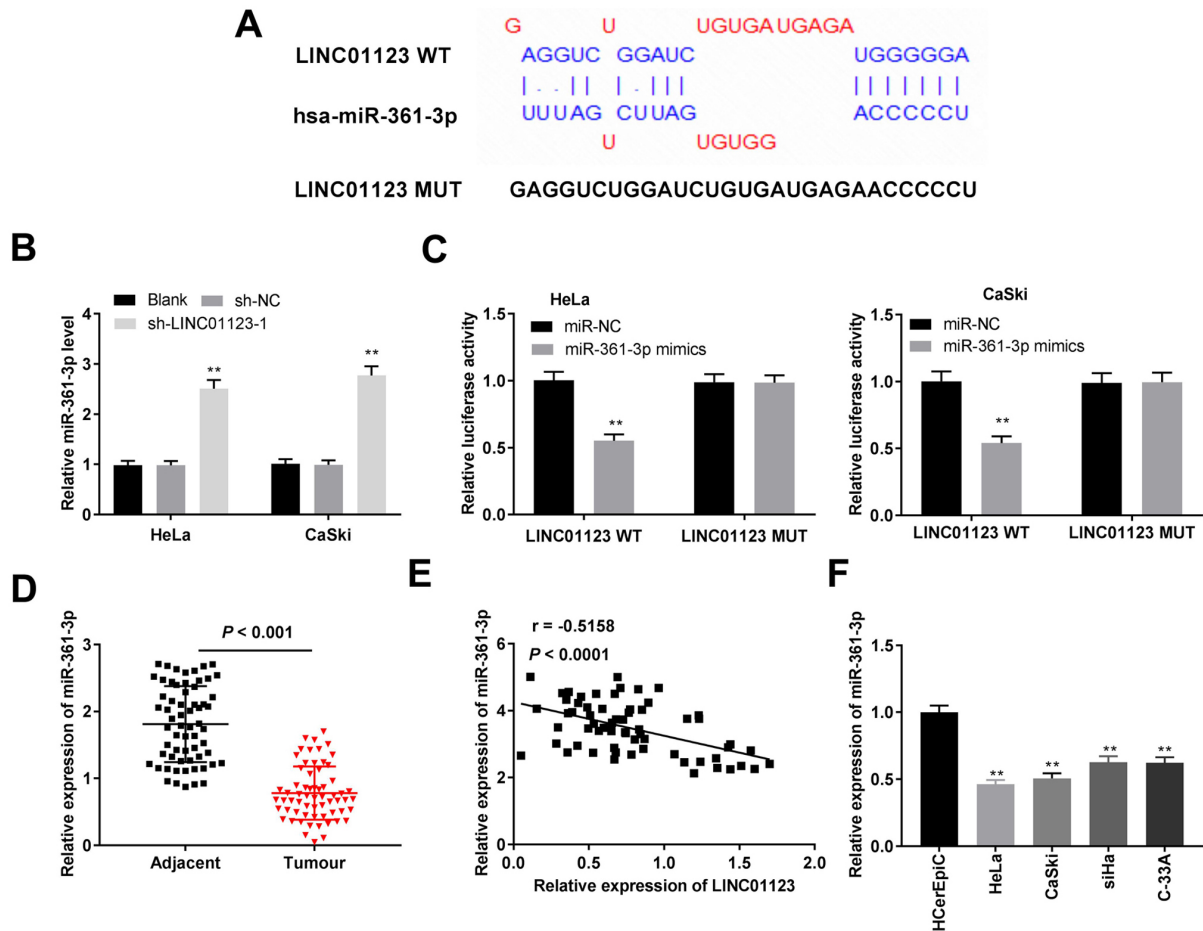 A
G U UGUGAUGAGA
LINC01123 WT AGGUC GGAUC UGGGGGA
hsa-miR-361-3p UUUAG CUUAG ACCCCCU
U UGUGG
LINC01123 MUT GAGGUCUGGAUCUGUGAUGAGAACCCCCU
B
Blank sh-NC
sh-LINC01123-1
Relative miR-361-3p level
4
3
2
1
0
** **
HeLa CaSki
C
HeLa
miR-NC
miR-361-3p mimics
Relative luciferase activity
1.5
1.0
0.5
0.0
**
LINC01123 WT LINC01123 MUT
CaSki
miR-NC
miR-361-3p mimics
Relative luciferase activity
1.5
1.0
0.5
0.0
**
LINC01123 WT LINC01123 MUT
D
Relative expression of miR-361-3p
P < 0.001
3
2
1
0
Adjacent Tumour
E
r = -0.5158
P < 0.0001
Relative expression of miR-361-3p
6
4
2
0
0.0 0.5 1.0 1.5 2.0
Relative expression of LINC01123
F
Relative expression of miR-361-3p
1.5
1.0
0.5
0.0
** ** ** **
HCerEpiC
HeLa
CaSki
siHa
C-33A